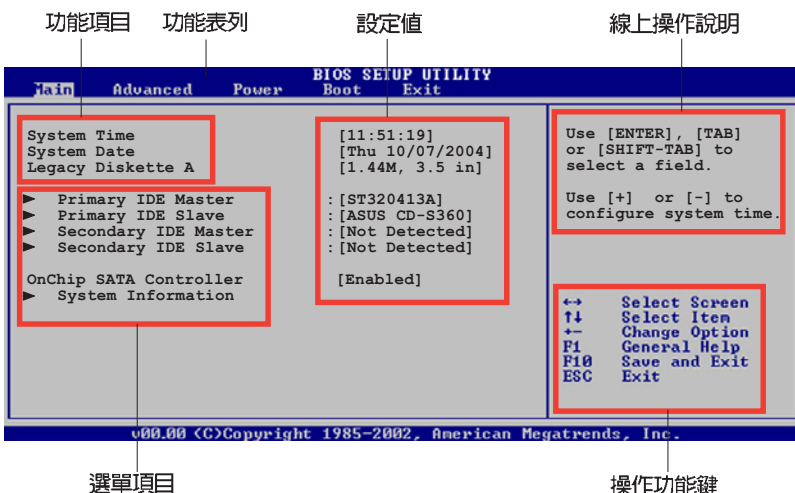 功能項目 功能表列 設定值 線上操作說明
BIOS SETUP UTILITY
Main Advanced Power Boot Exit
System Time [11:51:19]
System Date [Thu 10/07/2004]
Legacy Diskette A [1.44M, 3.5 in]
► Primary IDE Master :[ST320413A]
► Primary IDE Slave :[ASUS CD-S360]
► Secondary IDE Master :[Not Detected]
► Secondary IDE Slave :[Not Detected]
OnChip SATA Controller [Enabled]
► System Information
Use [ENTER], [TAB]
or [SHIFT-TAB] to
select a field.
Use [+] or [-] to
configure system time.
←→ Select Screen
↑↓ Select Item
+- Change Option
F1 General Help
F10 Save and Exit
ESC Exit
v00.00 (C)Copyright 1985-2002, American Megatrends, Inc.
選單項目 操作功能鍵